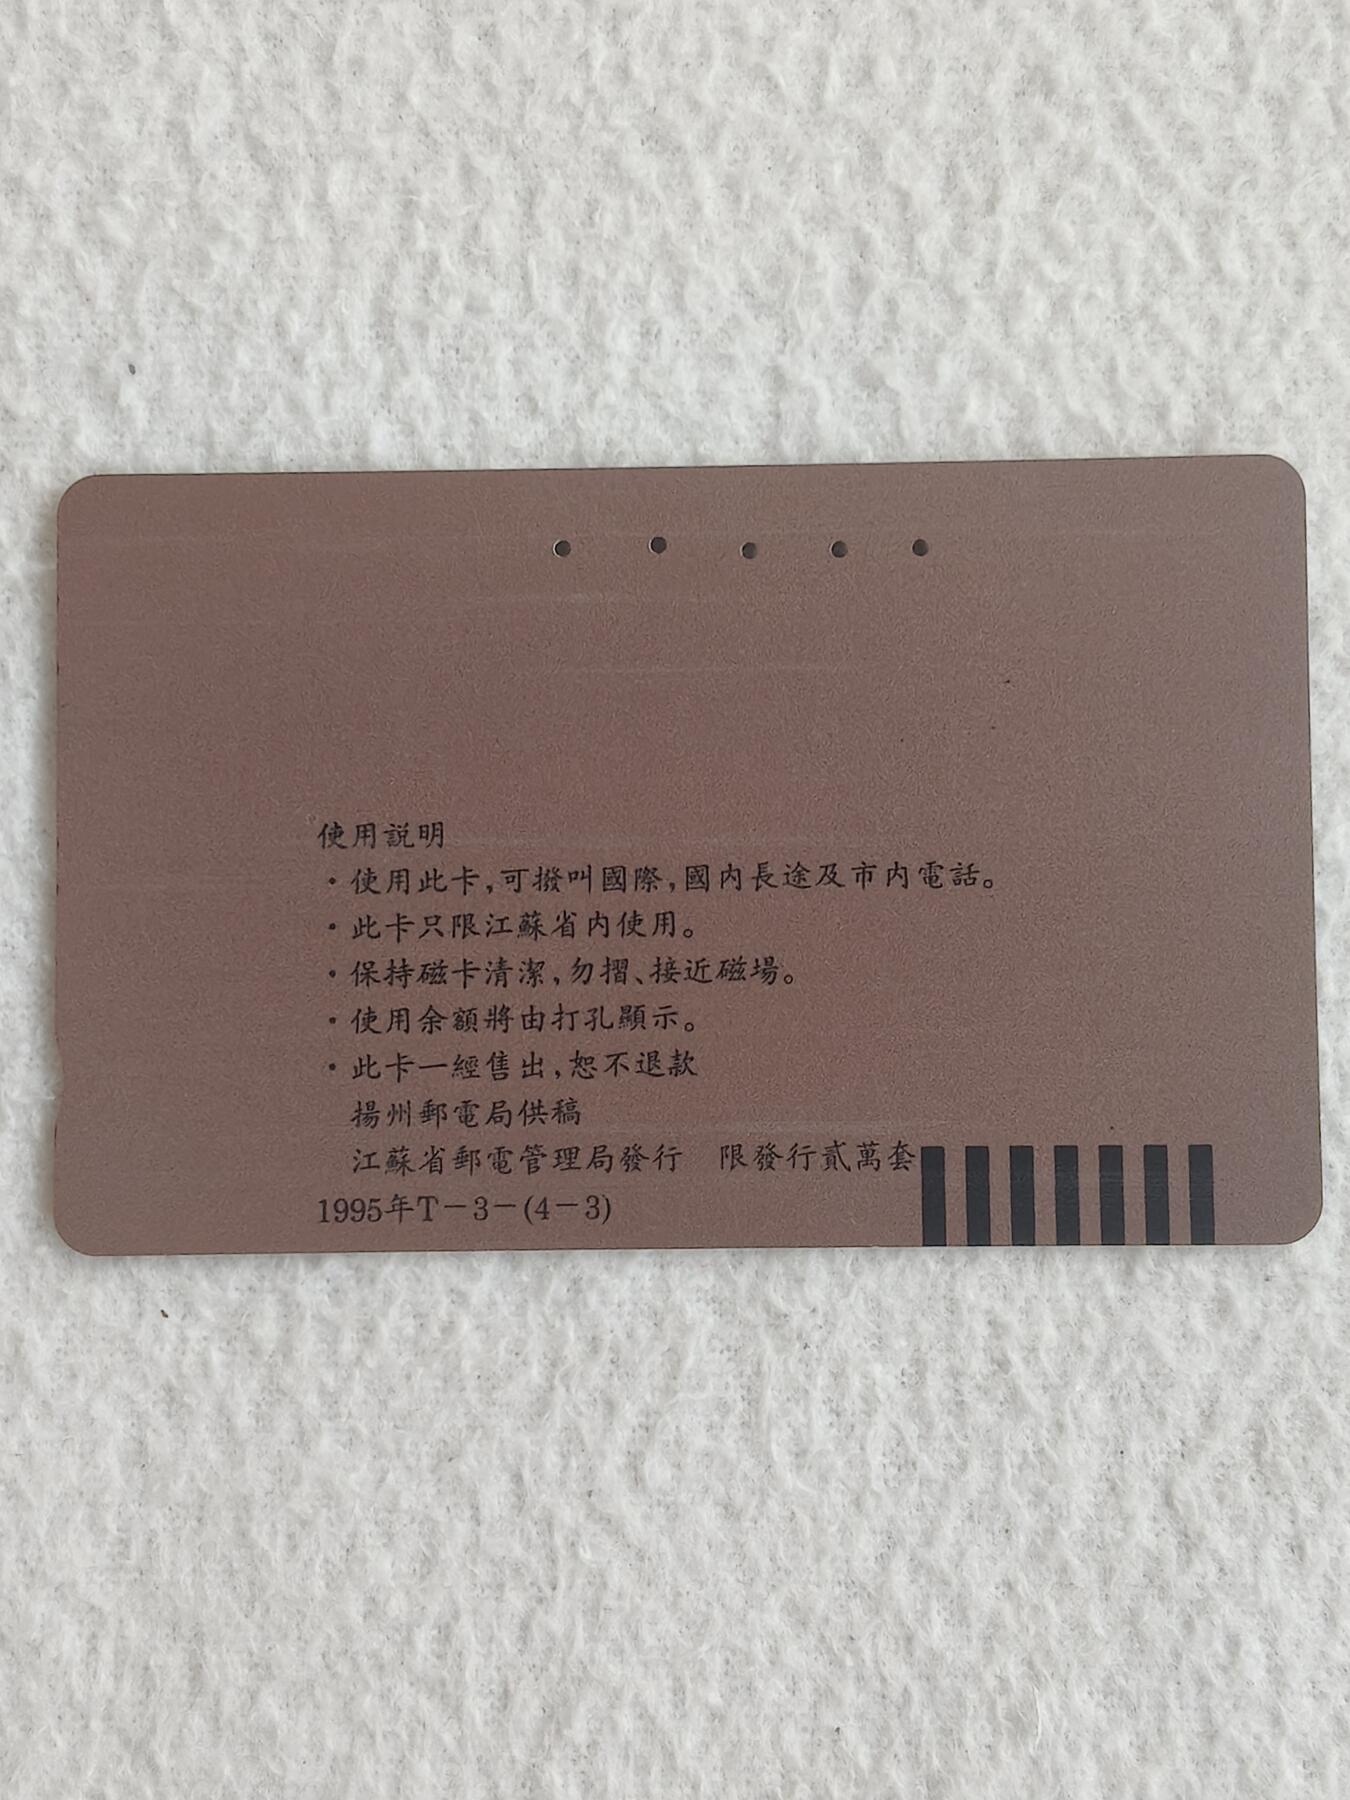 使用説明
・使用此卡,可撥叫國際,國内長途及市内電話。
・此卡只限江蘇省内使用。
・保持磁卡清潔,勿摺、接近磁場。
・使用余額將由打孔顯示。
・此卡一經售出,恕不退款
揚州郵電局供稿
江蘇省郵電管理局發行　限發行貳萬套
1995年T－3－(4－3)